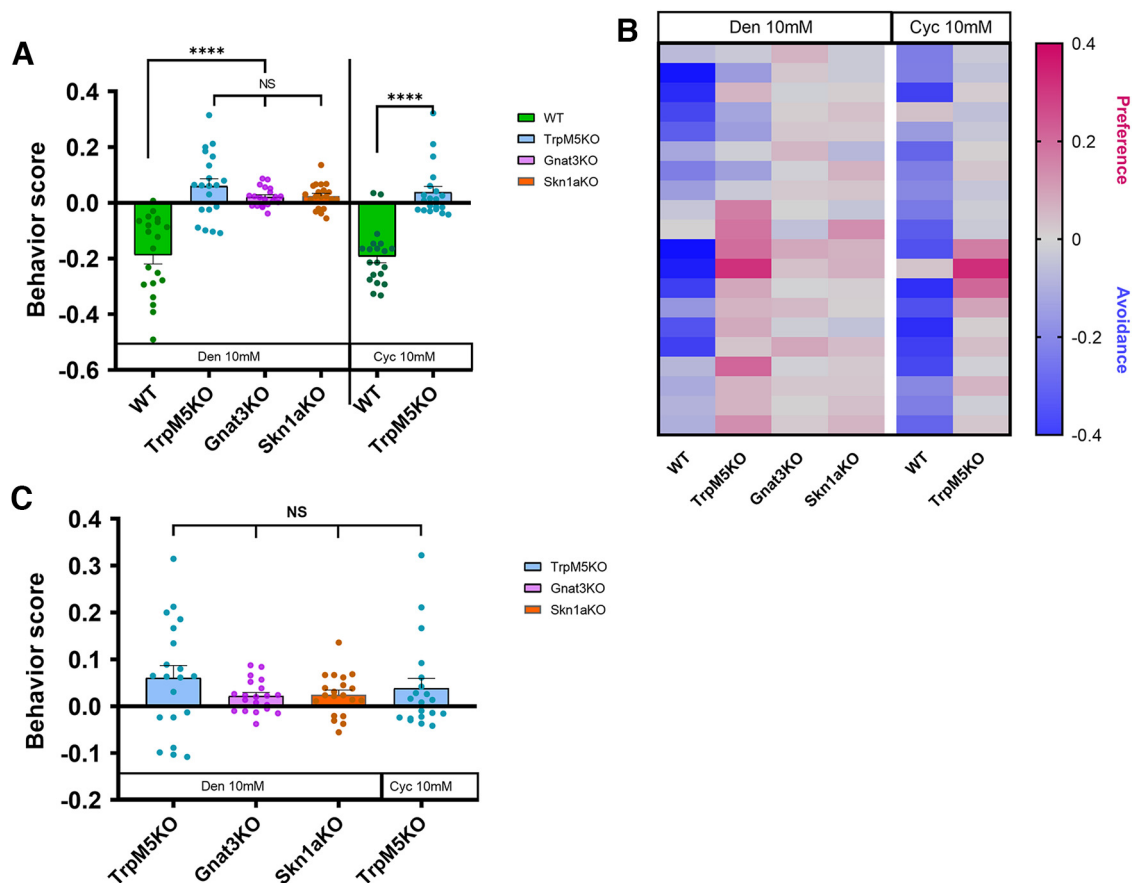 A
****
NS
****
0.4
0.2
0.0
-0.2
-0.4
-0.6
Behavior score
Den 10mM
Cyc 10mM
WT
TrpM5KO
Gnat3KO
Skn1aKO
WT
TrpM5KO
WT
TrpM5KO
Gnat3KO
Skn1aKO
B
Den 10mM
Cyc 10mM
WT
TrpM5KO
Gnat3KO
Skn1aKO
WT
TrpM5KO
0.4
0.2
0
-0.2
-0.4
Preference
Avoidance
C
NS
0.4
0.3
0.2
0.1
0.0
-0.1
-0.2
Behavior score
Den 10mM
Cyc 10mM
TrpM5KO
Gnat3KO
Skn1aKO
TrpM5KO
TrpM5KO
Gnat3KO
Skn1aKO